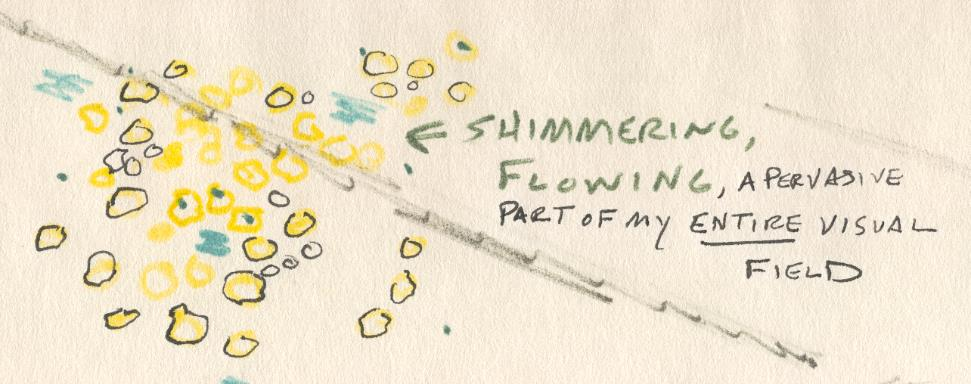 ← SHIMMERING,
FLOWING, A PERVASIVE
PART OF MY ENTIRE VISUAL
FIELD